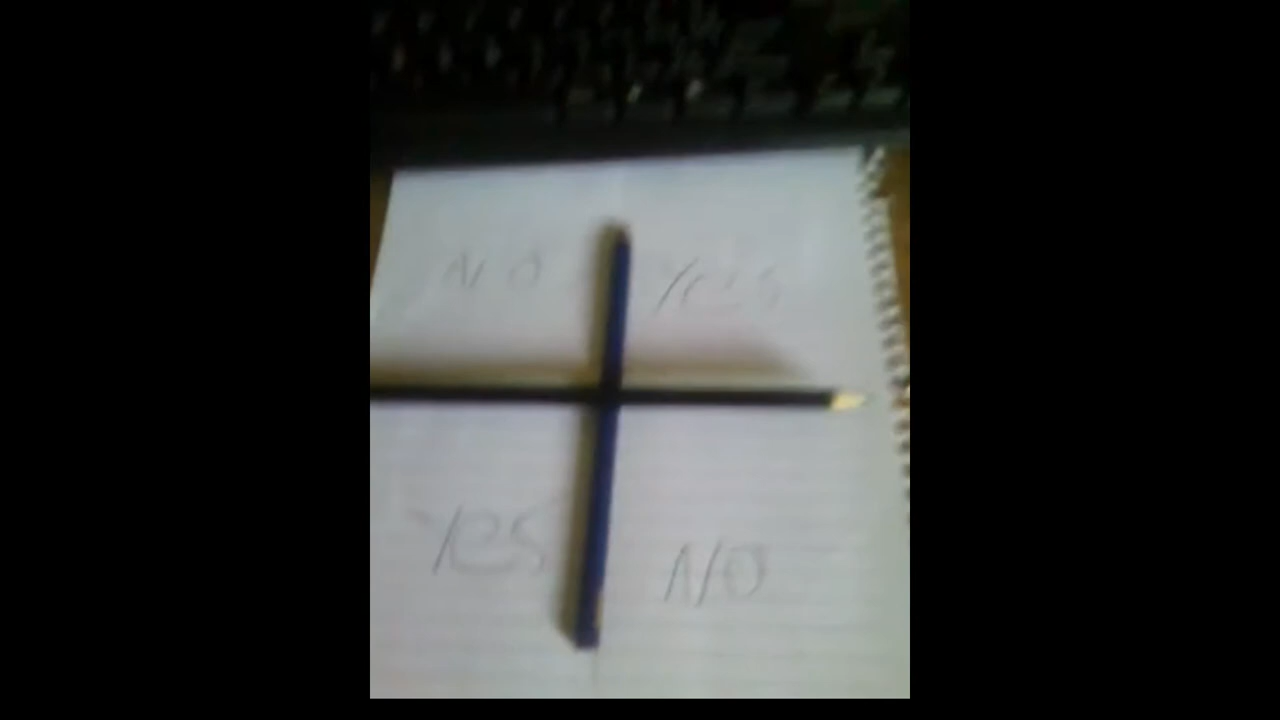 NO Yes
Yes NO